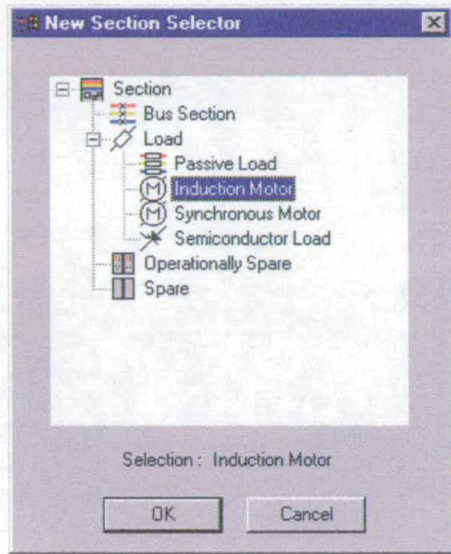 New Section Selector
Section
Bus Section
Load
Passive Load
Induction Motor
Synchronous Motor
Semiconductor Load
Operationally Spare
Spare
Selection : Induction Motor
OK
Cancel